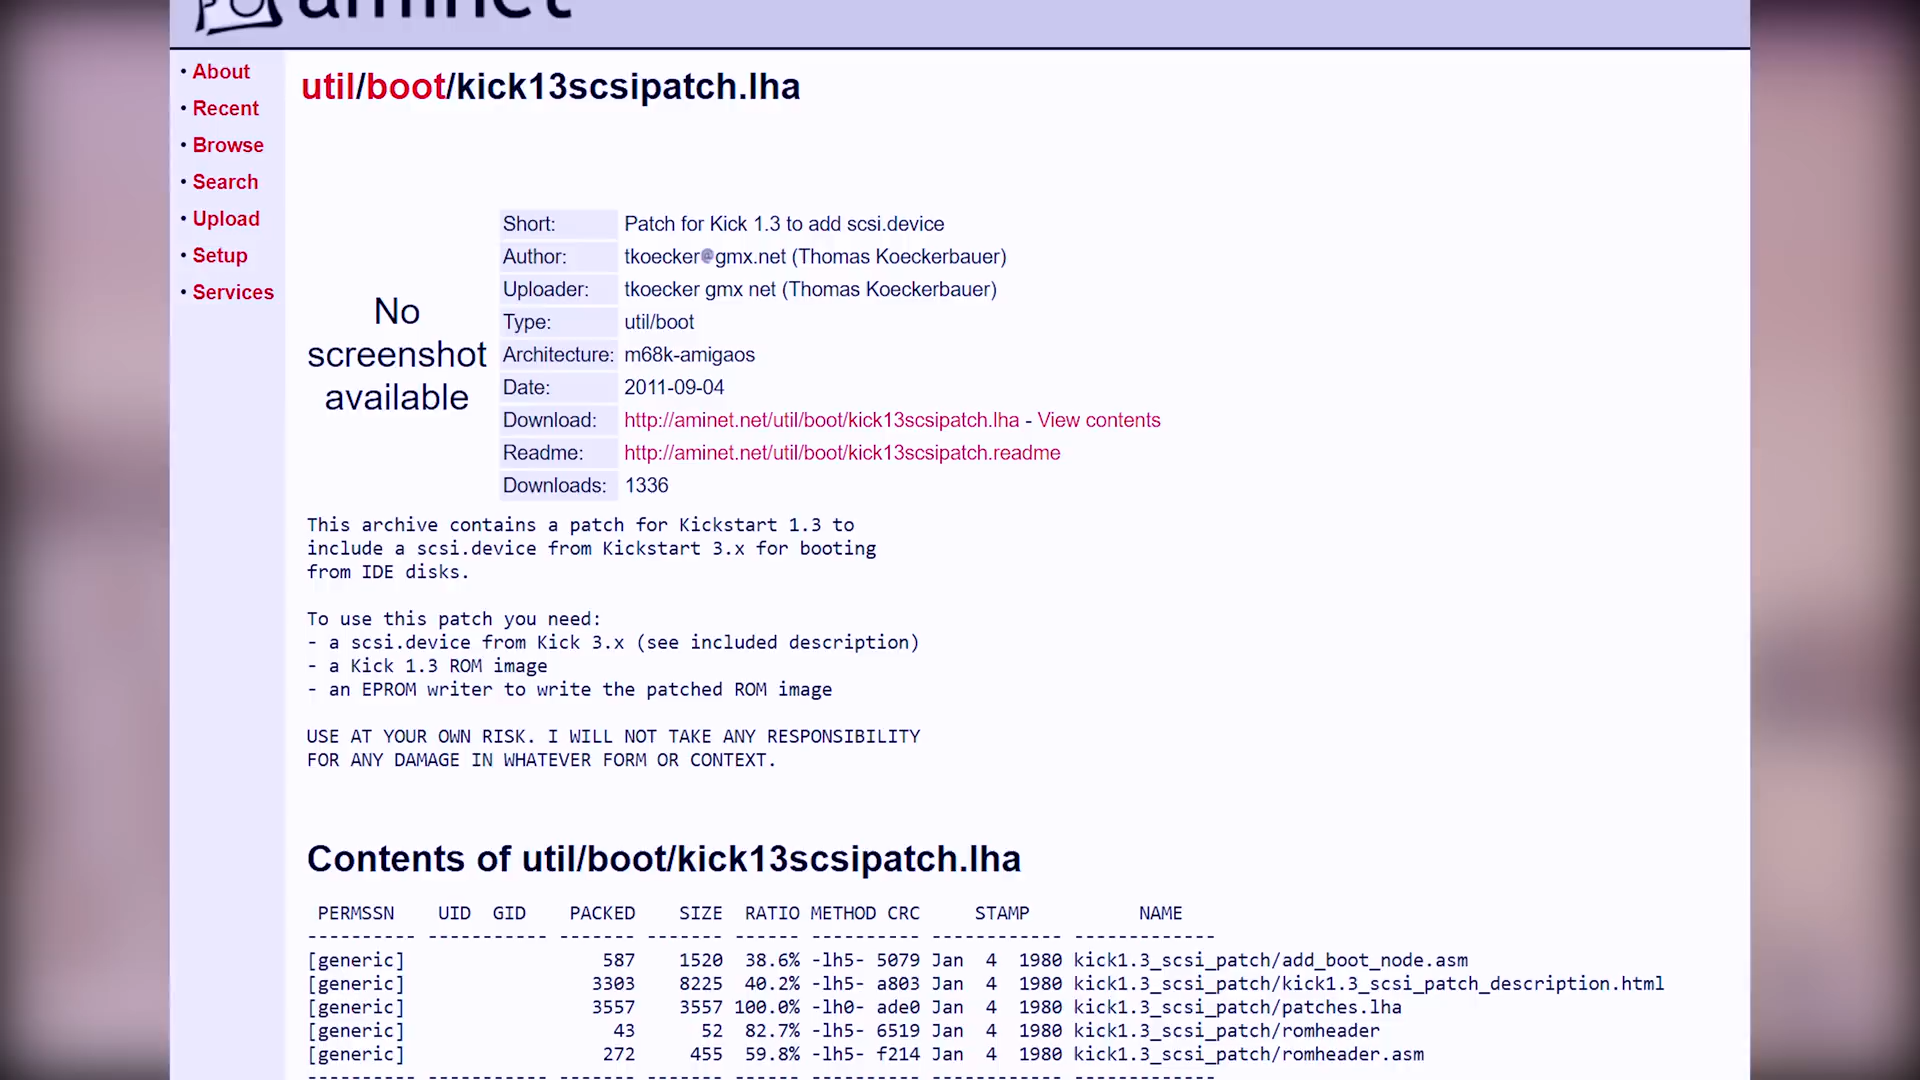 aminet
• About
• Recent
• Browse
• Search
• Upload
• Setup
• Services
util/boot/kick13scsipatch.lha
No
screenshot
available
Short: Patch for Kick 1.3 to add scsi.device
Author: tkoecker@gmx.net (Thomas Koeckerbauer)
Uploader: tkoecker gmx net (Thomas Koeckerbauer)
Type: util/boot
Architecture: m68k-amigaos
Date: 2011-09-04
Download: http://aminet.net/util/boot/kick13scsipatch.lha - View contents
Readme: http://aminet.net/util/boot/kick13scsipatch.readme
Downloads: 1336
This archive contains a patch for Kickstart 1.3 to
include a scsi.device from Kickstart 3.x for booting
from IDE disks.
To use this patch you need:
- a scsi.device from Kick 3.x (see included description)
- a Kick 1.3 ROM image
- an EPROM writer to write the patched ROM image
USE AT YOUR OWN RISK. I WILL NOT TAKE ANY RESPONSIBILITY
FOR ANY DAMAGE IN WHATEVER FORM OR CONTEXT.
Contents of util/boot/kick13scsipatch.lha
PERMSSN UID GID PACKED SIZE RATIO METHOD CRC STAMP NAME
---------- ----------- ------- ------- ------ ---------- ------------ -------------
[generic] 587 1520 38.6% -lh5- 5079 Jan 4 1980 kick1.3_scsi_patch/add_boot_node.asm
[generic] 3303 8225 40.2% -lh5- a803 Jan 4 1980 kick1.3_scsi_patch/kick1.3_scsi_patch_description.html
[generic] 3557 3557 100.0% -lh0- ade0 Jan 4 1980 kick1.3_scsi_patch/patches.lha
[generic] 43 52 82.7% -lh5- 6519 Jan 4 1980 kick1.3_scsi_patch/romheader
[generic] 272 455 59.8% -lh5- f214 Jan 4 1980 kick1.3_scsi_patch/romheader.asm
---------- ----------- ------- ------- ------ ---------- ------------ -------------